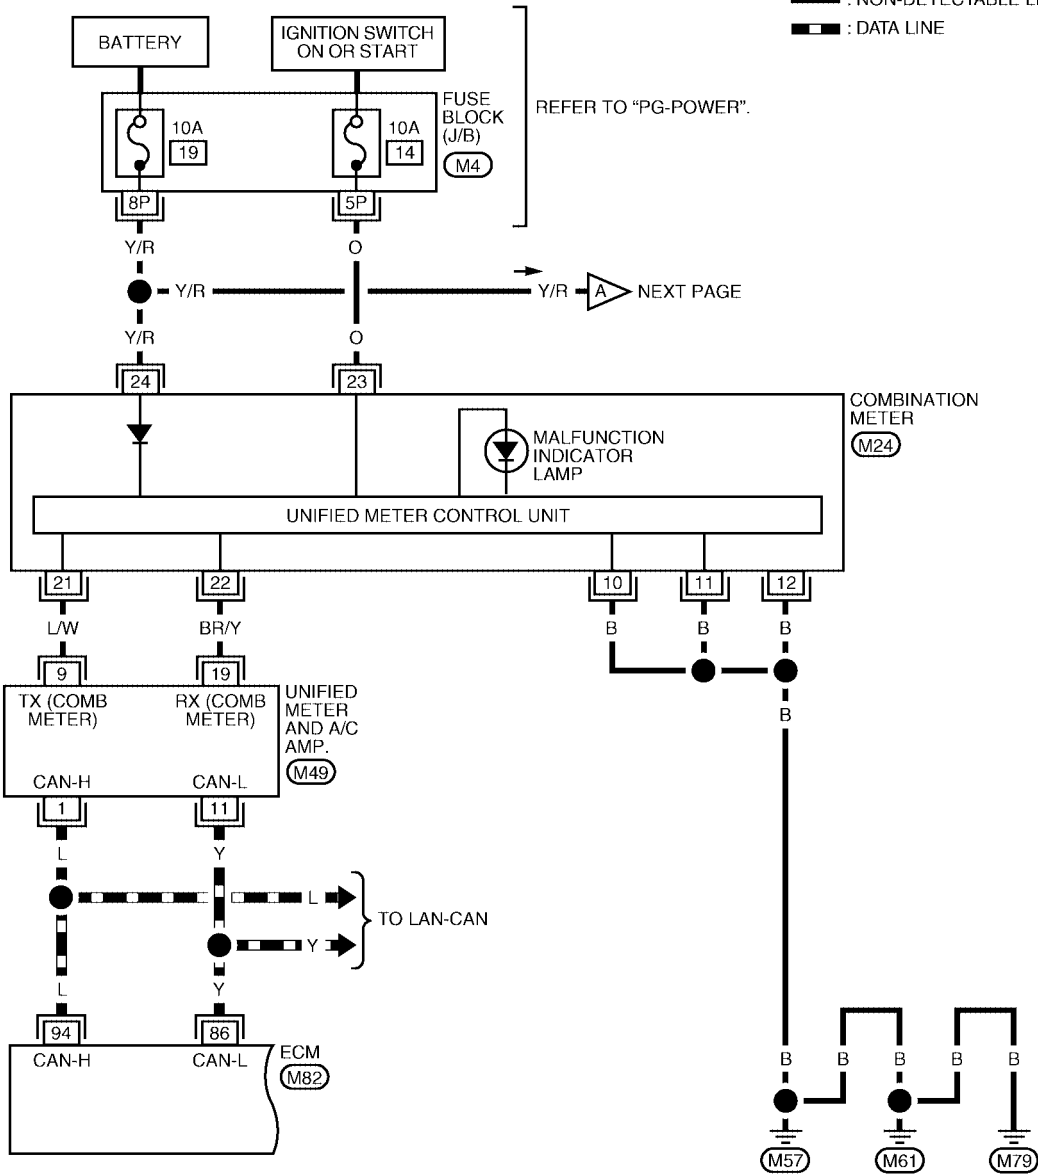 : NON-DETECTABLE
: DATA LINE
BATTERY
IGNITION SWITCH
ON OR START
FUSE
BLOCK
(J/B)
M4
REFER TO “PG-POWER”.
10A
19
10A
14
8P
5P
Y/R
O
Y/R
Y/R
A
NEXT PAGE
Y/R
O
24
23
COMBINATION
METER
M24
MALFUNCTION
INDICATOR
LAMP
UNIFIED METER CONTROL UNIT
21
22
10
11
12
L/W
BR/Y
B
B
B
9
19
TX (COMB
METER)
RX (COMB
METER)
UNIFIED
METER
AND A/C
AMP.
M49
B
CAN-H
CAN-L
1
11
L
Y
L
TO LAN-CAN
Y
L
Y
94
86
CAN-H
CAN-L
ECM
M82
B
B
B
B
B
M57
M61
M79